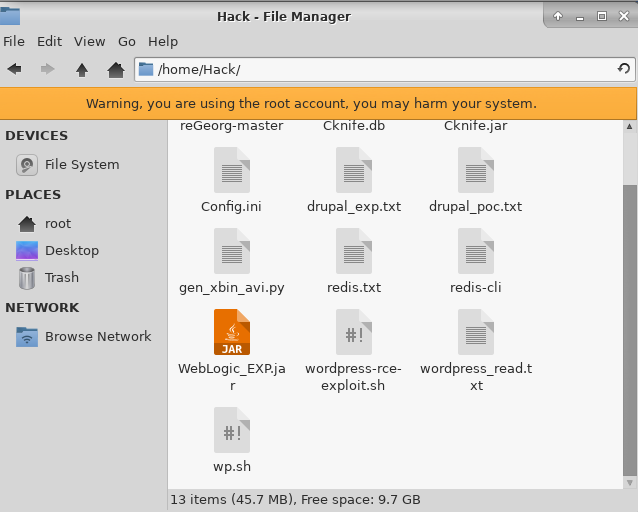 Hack - File Manager
File Edit View Go Help
/home/Hack/
Warning, you are using the root account, you may harm your system.
DEVICES
File System
PLACES
root
Desktop
Trash
NETWORK
Browse Network
reGeorg-master Cknife.db Cknife.jar
Config.ini drupal_exp.txt drupal_poc.txt
gen_xbin_avi.py redis.txt redis-cli
#!
JAR
WebLogic_EXP.ja
r
wordpress-rce-
exploit.sh
wordpress_read.t
xt
#!
wp.sh
13 items (45.7 MB), Free space: 9.7 GB